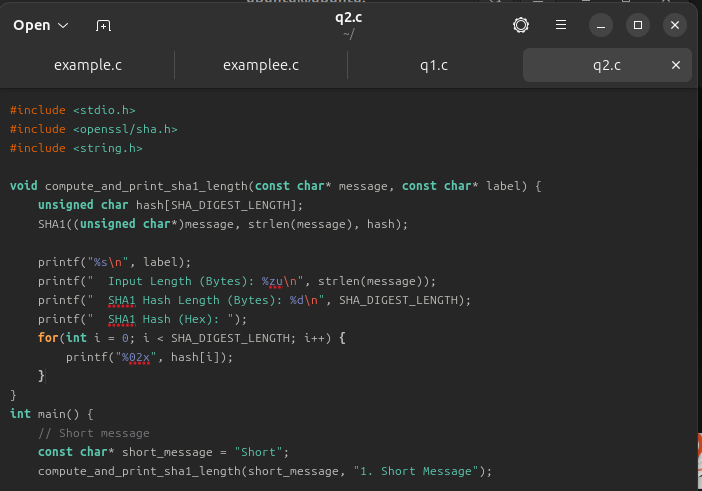 Open
q2.c
~/
example.c
examplee.c
q1.c
q2.c
#include <stdio.h>
#include <openssl/sha.h>
#include <string.h>

void compute_and_print_sha1_length(const char* message, const char* label) {
    unsigned char hash[SHA_DIGEST_LENGTH];
    SHA1((unsigned char*)message, strlen(message), hash);

    printf("%s\n", label);
    printf("  Input Length (Bytes): %zu\n", strlen(message));
    printf("  SHA1 Hash Length (Bytes): %d\n", SHA_DIGEST_LENGTH);
    printf("  SHA1 Hash (Hex): ");
    for(int i = 0; i < SHA_DIGEST_LENGTH; i++) {
        printf("%02x", hash[i]);
    }
}
int main() {
    // Short message
    const char* short_message = "Short";
    compute_and_print_sha1_length(short_message, "1. Short Message");